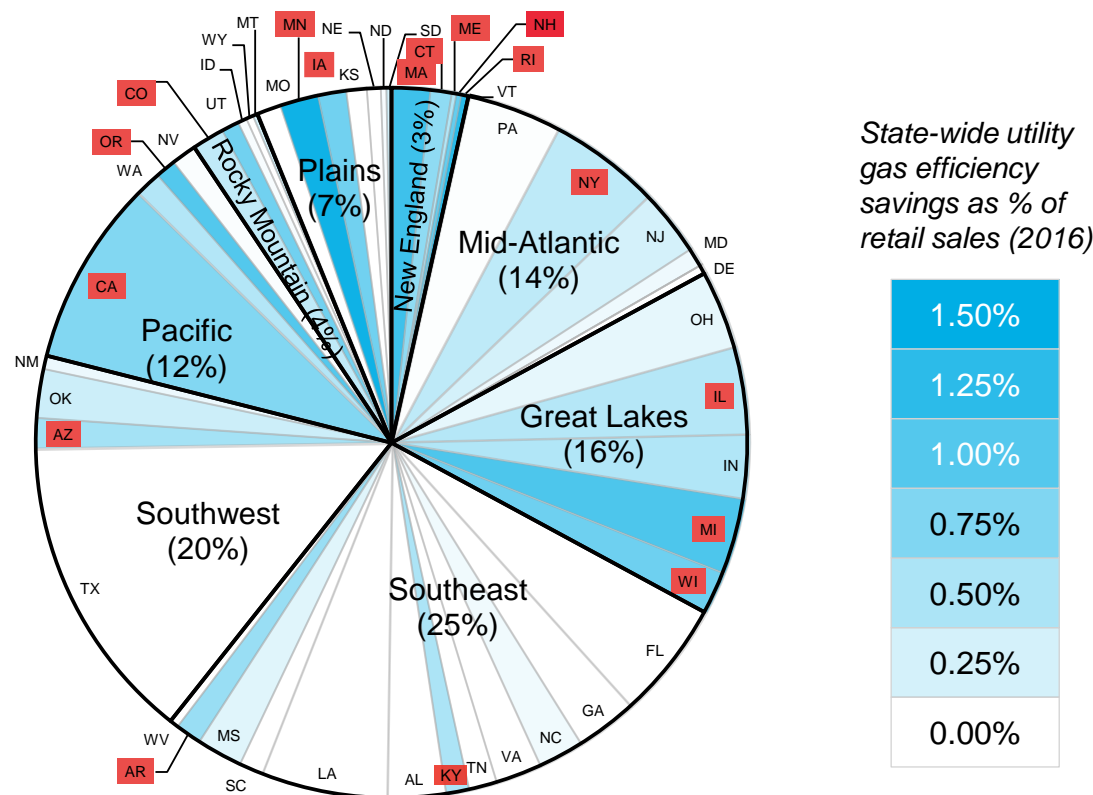 MT
MN
NE
ND
SD
CT
ME
NH
WY
IA
RI
ID
MO
KS
MA
VT
CO
UT
PA
OR
NV
WA
NY
Rocky Mountain (4%)
Plains
(7%)
New England (3%)
Mid-Atlantic
(14%)
NJ
MD
DE
CA
OH
Pacific
(12%)
NM
OK
AZ
Great Lakes
(16%)
IL
IN
MI
WI
Southwest
(20%)
TX
Southeast
(25%)
FL
GA
NC
VA
TN
KY
AL
LA
SC
MS
AR
WV
State-wide utility
gas efficiency
savings as % of
retail sales (2016)
1.50%
1.25%
1.00%
0.75%
0.50%
0.25%
0.00%